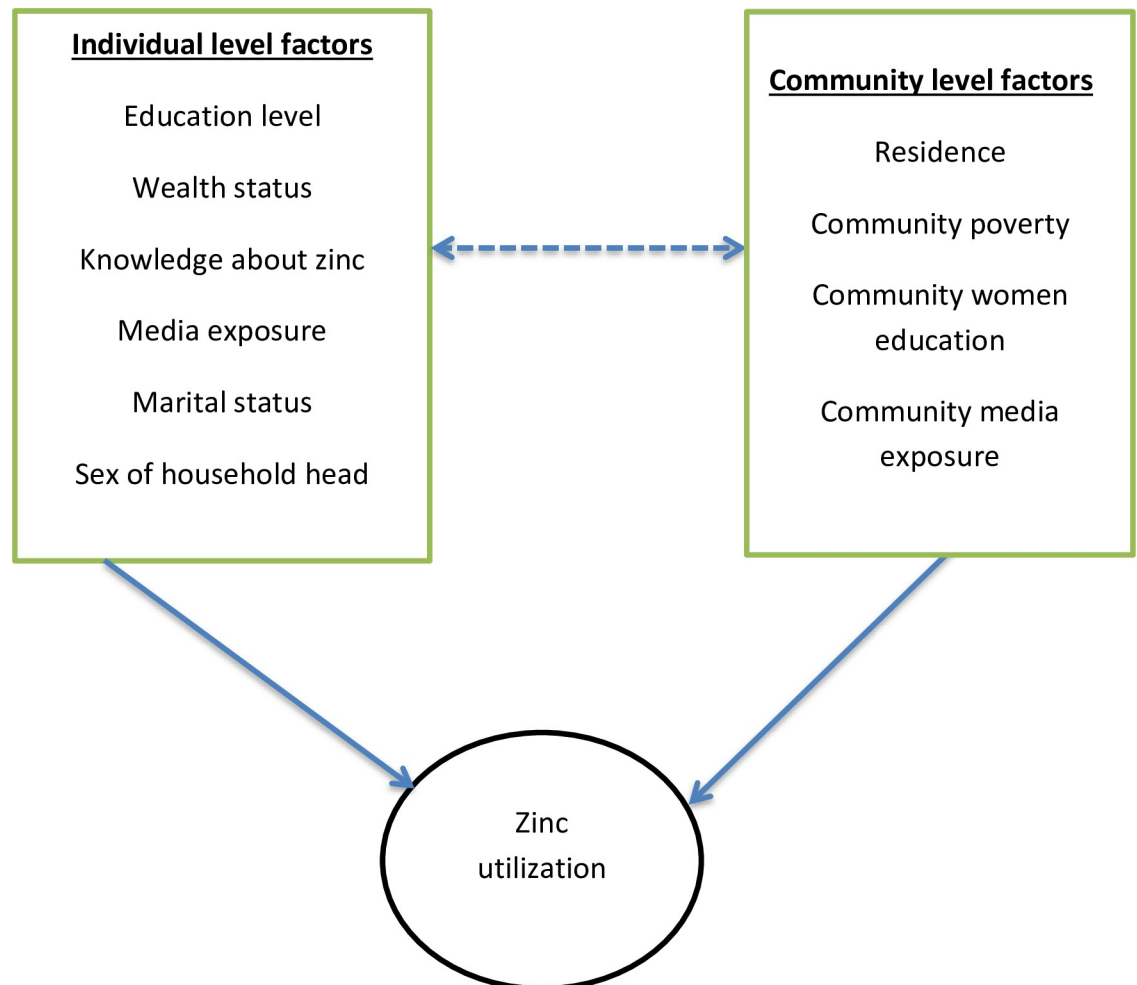 Individual level factors
Education level
Wealth status
Knowledge about zinc
Media exposure
Marital status
Sex of household head
Community level factors
Residence
Community poverty
Community women
education
Community media
exposure
Zinc
utilization